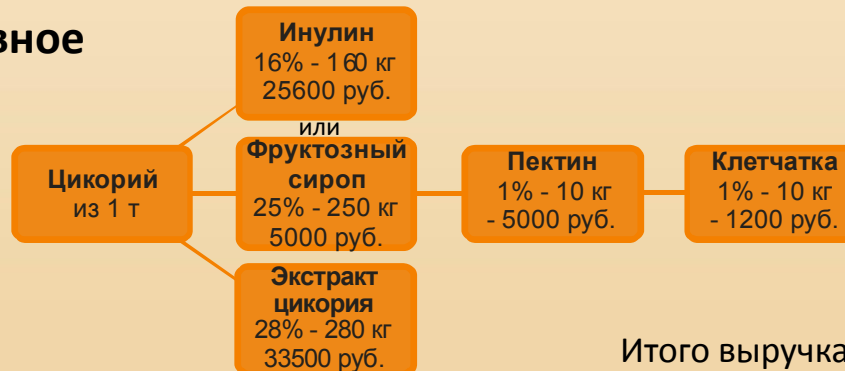 вное
Инулин
16% - 160 кг
25600 руб.
или
Фруктозный
сироп
25% - 250 кг
5000 руб.
Цикорий
из 1 т
Пектин
1% - 10 кг
- 5000 руб.
Клетчатка
1% - 10 кг
- 1200 руб.
Экстракт
цикория
28% - 280 кг
33500 руб.
Итого выручка